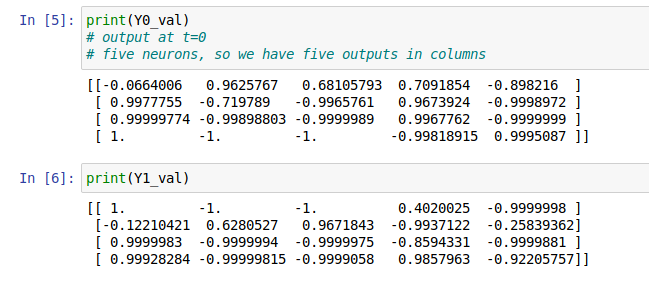 In [5]: print(Y0_val)
# output at t=0
# five neurons, so we have five outputs in columns
[[-0.0664006   0.9625767   0.68105793  0.7091854  -0.898216  ]
[ 0.9977755  -0.719789   -0.9965761   0.9673924  -0.9998972 ]
[ 0.99999774 -0.99898803 -0.9999989   0.9967762  -0.9999999 ]
[ 1.         -1.         -1.         -0.99818915  0.9995087 ]]
In [6]: print(Y1_val)
[[ 1.         -1.         -1.          0.4020025  -0.9999998 ]
[-0.12210421  0.6280527   0.9671843  -0.9937122  -0.25839362]
[ 0.9999983  -0.9999994  -0.9999975  -0.8594331  -0.9999881 ]
[ 0.99928284 -0.99999815 -0.9999058   0.9857963  -0.92205757]]